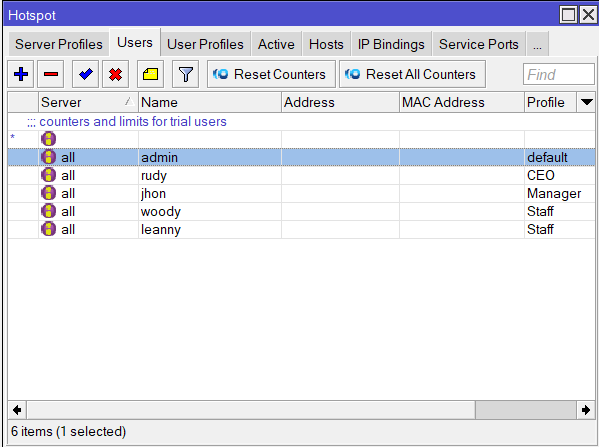 Hotspot
Server Profiles Users User Profiles Active Hosts IP Bindings Service Ports ...
Reset Counters Reset All Counters Find
Server Name Address MAC Address Profile
;;; counters and limits for trial users
*
all admin default
all rudy CEO
all jhon Manager
all woody Staff
all leanny Staff
6 items (1 selected)